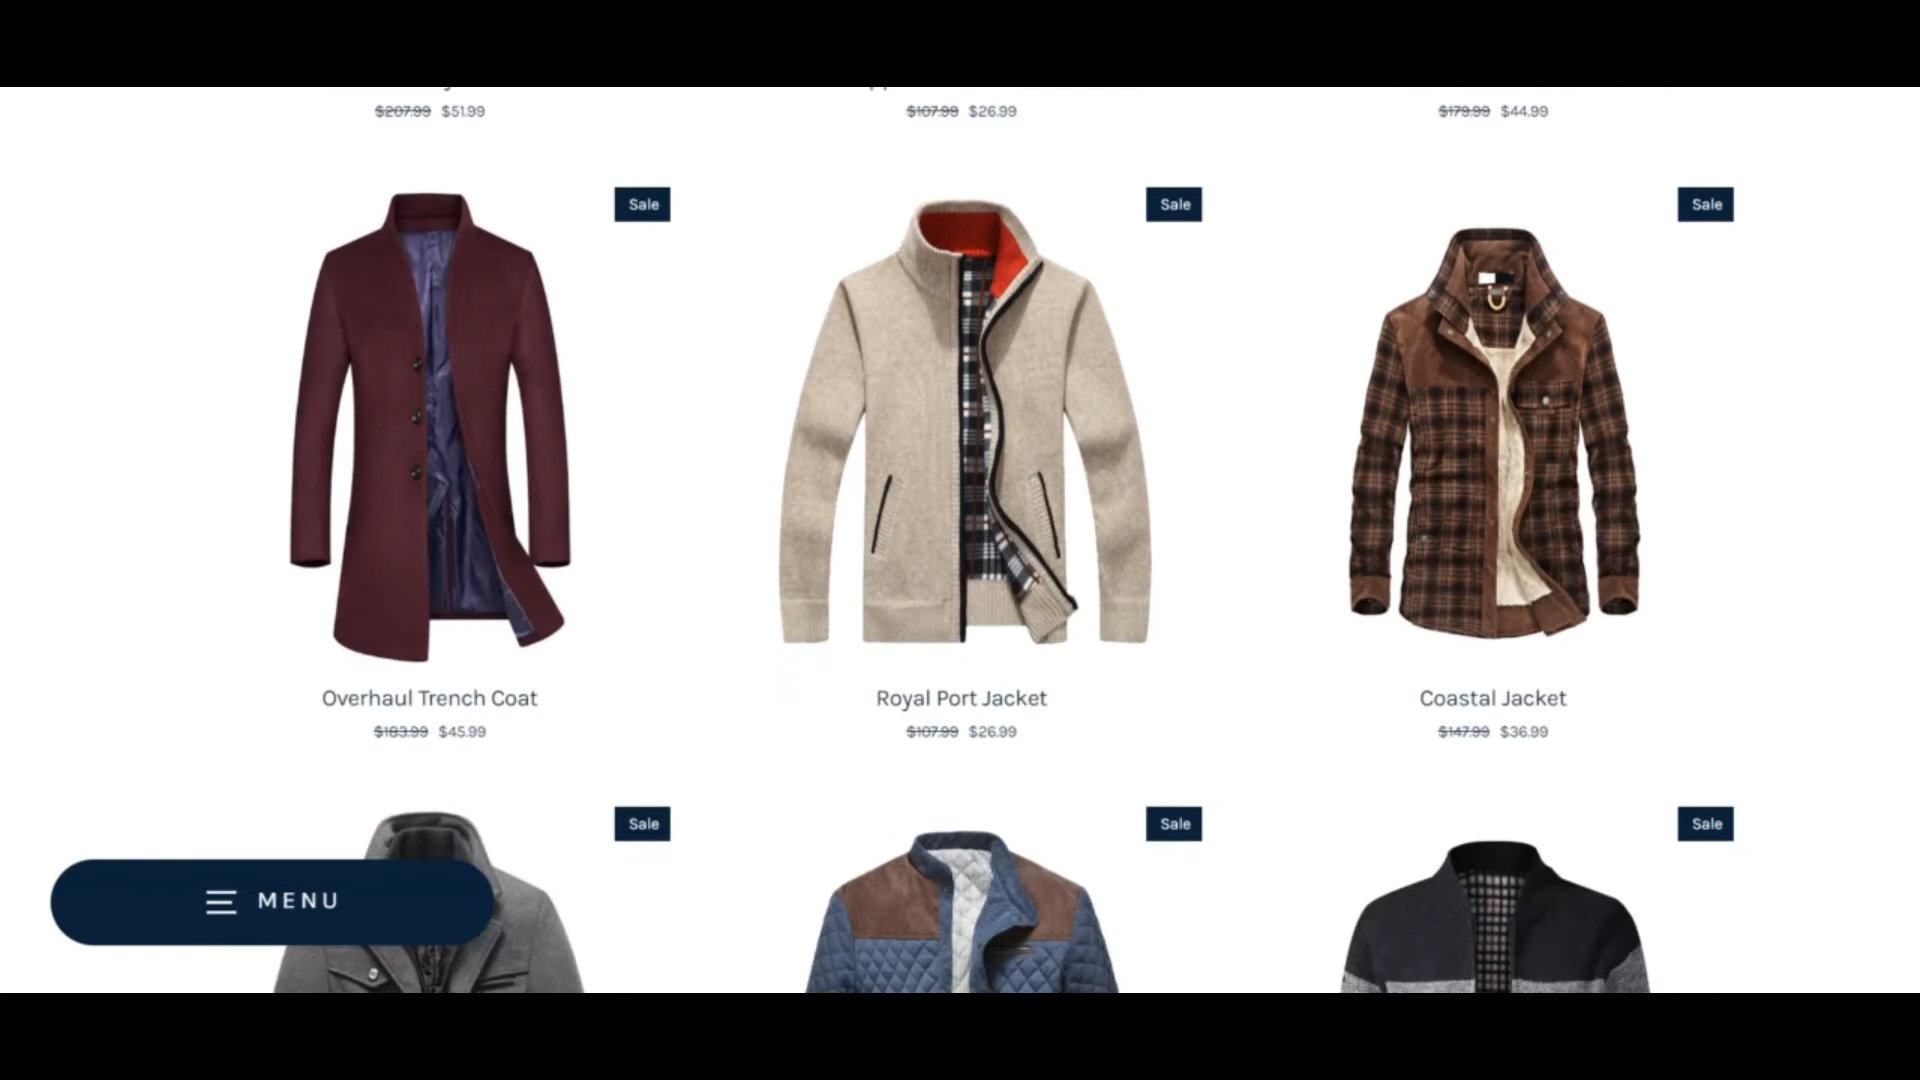 $207.99 $51.99
$107.99 $26.99
$179.99 $44.99
Sale
Sale
Sale
Overhaul Trench Coat
Royal Port Jacket
Coastal Jacket
$183.99 $45.99
$107.99 $26.99
$147.99 $36.99
Sale
Sale
Sale
MENU